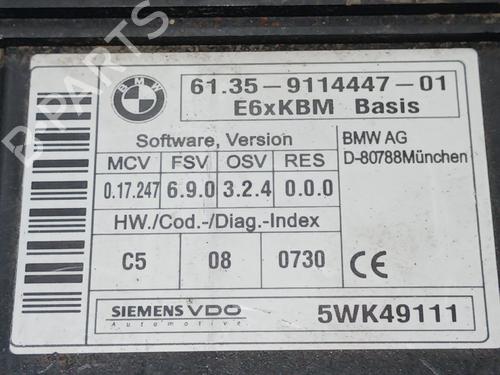 BMW
61.35-9114447-01
E6xKBM Basis
Software, Version
MCV FSV OSV RES
0.17.247 6.9.0 3.2.4 0.0.0
BMW AG
D-80788München
HW./Cod.-/Diag.-Index
C5 08 0730
CE
SIEMENS VDO
Automotive
5WK49111
B-PARTS